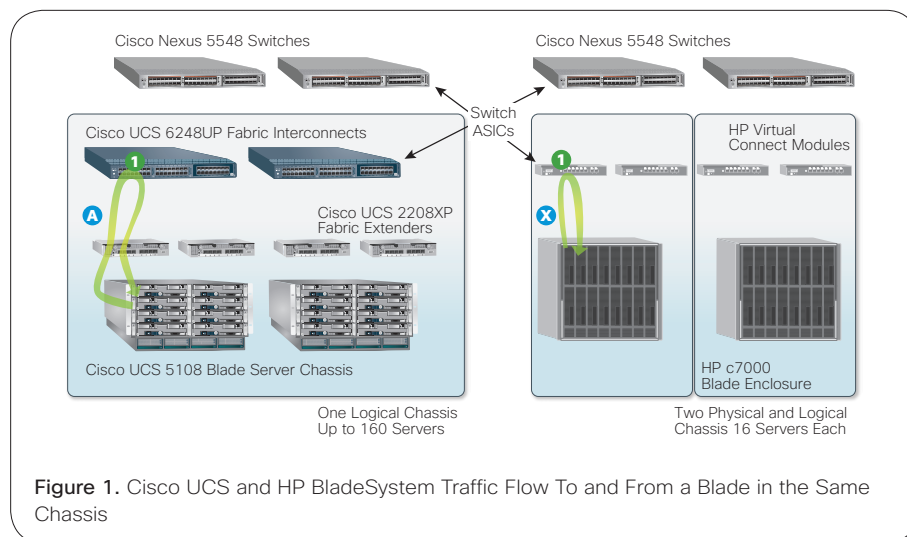 Cisco Nexus 5548 Switches
Cisco Nexus 5548 Switches
Switch
ASICs
Cisco UCS 6248UP Fabric Interconnects
1
A
Cisco UCS 2208XP
Fabric Extenders
Cisco UCS 5108 Blade Server Chassis
One Logical Chassis
Up to 160 Servers
HP Virtual
Connect Modules
1
X
HP c7000
Blade Enclosure
Two Physical and Logical
Chassis 16 Servers Each
Figure 1. Cisco UCS and HP BladeSystem Traffic Flow To and From a Blade in the Same
Chassis